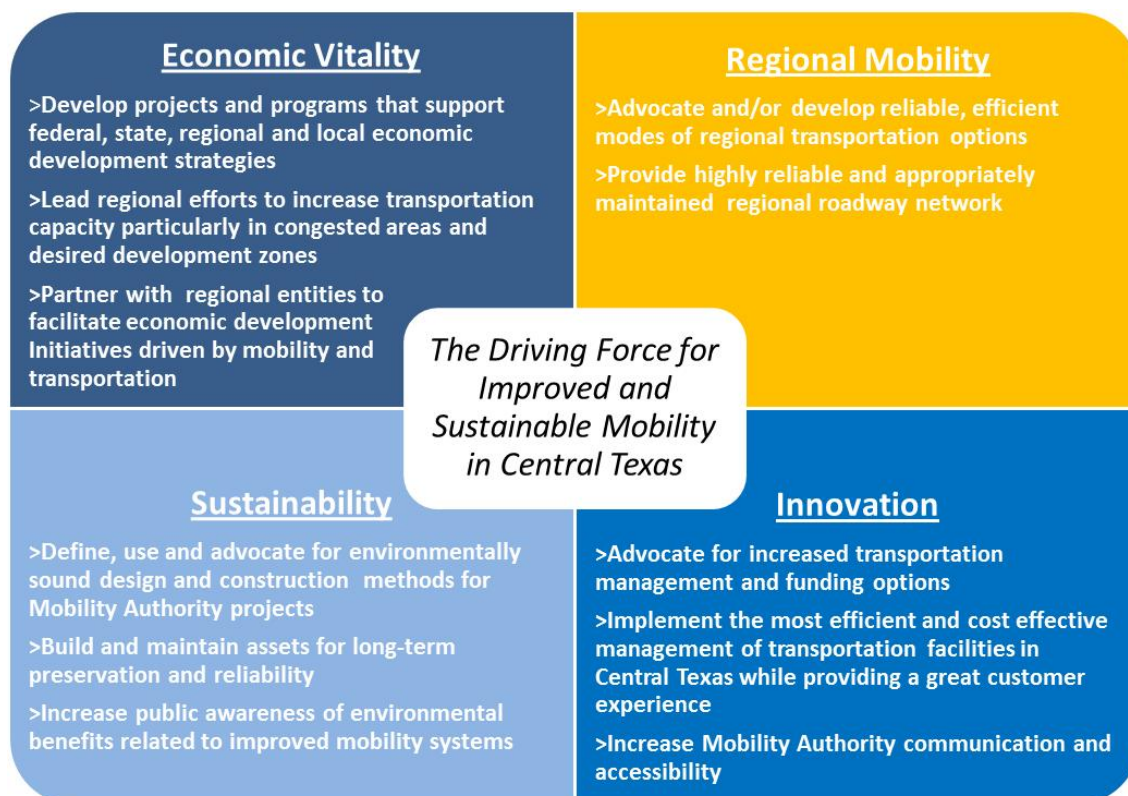 Economic Vitality
>Develop projects and programs that support
federal, state, regional and local economic
development strategies
>Lead regional efforts to increase transportation
capacity particularly in congested areas and
desired development zones
>Partner with regional entities to
facilitate economic development
Initiatives driven by mobility and
transportation
Regional Mobility
>Advocate and/or develop reliable, efficient
modes of regional transportation options
>Provide highly reliable and appropriately
maintained regional roadway network
The Driving Force for
Improved and
Sustainable Mobility
in Central Texas
Sustainability
>Define, use and advocate for environmentally
sound design and construction methods for
Mobility Authority projects
>Build and maintain assets for long-term
preservation and reliability
>Increase public awareness of environmental
benefits related to improved mobility systems
Innovation
>Advocate for increased transportation
management and funding options
>Implement the most efficient and cost effective
management of transportation facilities in
Central Texas while providing a great customer
experience
>Increase Mobility Authority communication and
accessibility